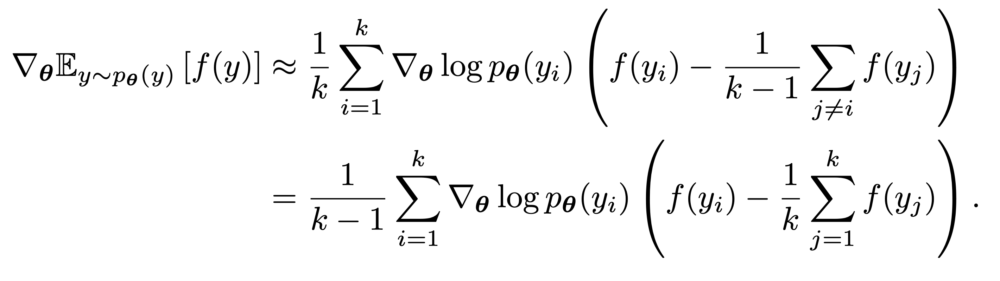 \nabla_{\boldsymbol{\theta}} \mathbb{E}_{y \sim p_{\boldsymbol{\theta}}(y)} [f(y)] \approx \frac{1}{k} \sum_{i=1}^{k} \nabla_{\boldsymbol{\theta}} \log p_{\boldsymbol{\theta}}(y_i) \left( f(y_i) - \frac{1}{k-1} \sum_{j \neq i} f(y_j) \right)
= \frac{1}{k-1} \sum_{i=1}^{k} \nabla_{\boldsymbol{\theta}} \log p_{\boldsymbol{\theta}}(y_i) \left( f(y_i) - \frac{1}{k} \sum_{j=1}^{k} f(y_j) \right).